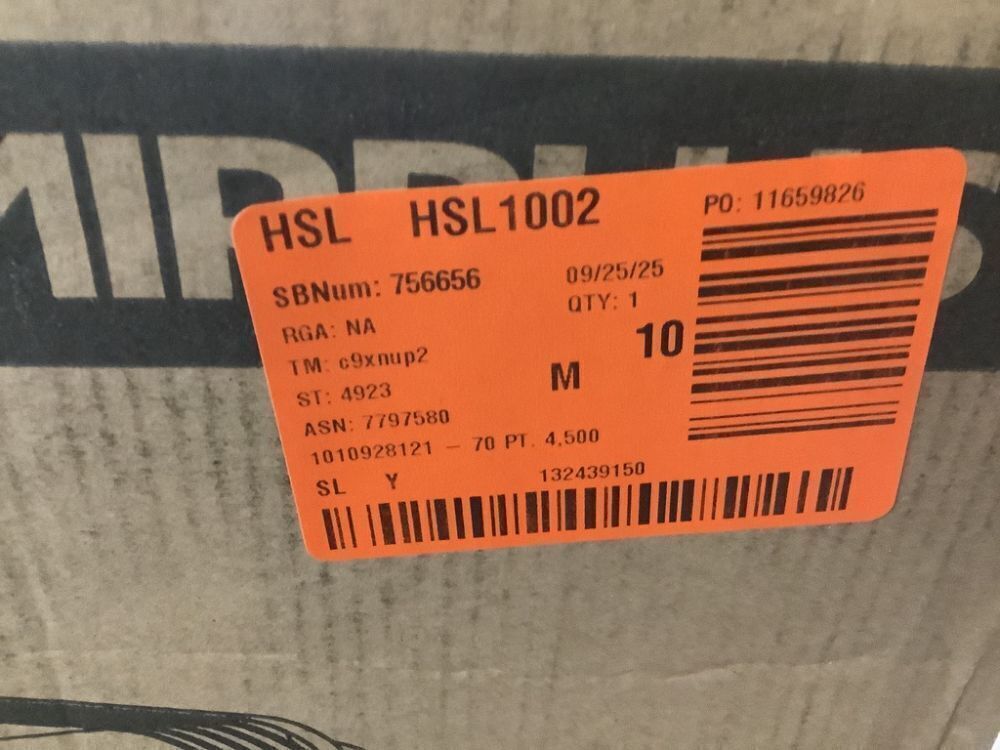 HSL HSL1002
PO: 11659826
SBNum: 756656
09/25/25
QTY: 1
RGA: NA
10
TM: c9xnup2
M
ST: 4923
ASN: 7797580
1010928121 - 70 PT. 4,500
SL Y
132439150